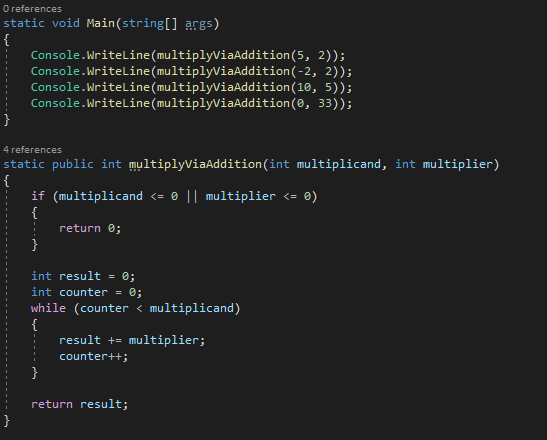 0 references
static void Main(string[] args)
{
    Console.WriteLine(multiplyViaAddition(5, 2));
    Console.WriteLine(multiplyViaAddition(-2, 2));
    Console.WriteLine(multiplyViaAddition(10, 5));
    Console.WriteLine(multiplyViaAddition(0, 33));
}
4 references
static public int multiplyViaAddition(int multiplicand, int multiplier)
{
    if (multiplicand <= 0 || multiplier <= 0)
    {
        return 0;
    }
    int result = 0;
    int counter = 0;
    while (counter < multiplicand)
    {
        result += multiplier;
        counter++;
    }
    return result;
}